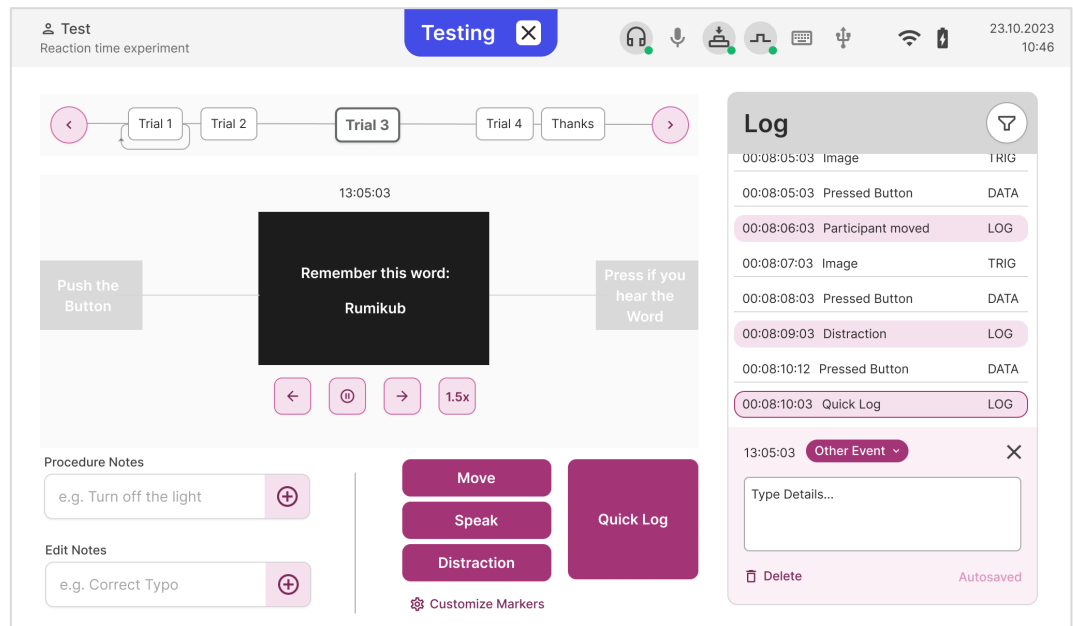 Test
Reaction time experiment
Testing
23.10.2023
10:46
Trial 1
Trial 2
Trial 3
Trial 4
Thanks
13:05:03
Push the
Button
Remember this word:
Rumikub
Press if you
hear the
Word
1.5x
Procedure Notes
e.g. Turn off the light
Edit Notes
e.g. Correct Typo
Move
Speak
Distraction
Quick Log
Customize Markers
Log
00:08:05:03 Image TRIG
00:08:05:03 Pressed Button DATA
00:08:06:03 Participant moved LOG
00:08:07:03 Image TRIG
00:08:08:03 Pressed Button DATA
00:08:09:03 Distraction LOG
00:08:10:12 Pressed Button DATA
00:08:10:03 Quick Log LOG
13:05:03 Other Event
Type Details...
Delete
Autosaved